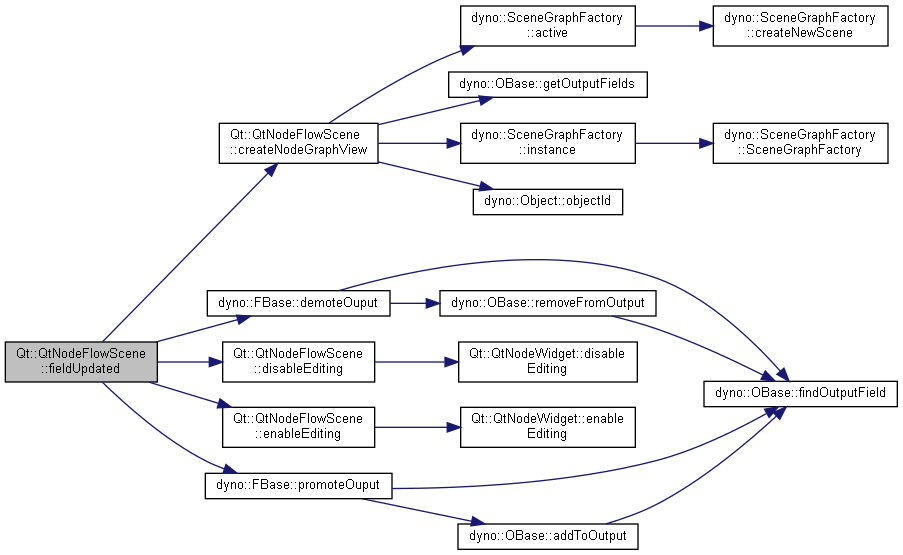 dyno::SceneGraphFactory
::active
dyno::SceneGraphFactory
::createNewScene
dyno::OBase::getOutputFields
Qt::QtNodeFlowScene
::createNodeGraphView
dyno::SceneGraphFactory
::instance
dyno::SceneGraphFactory
::SceneGraphFactory
dyno::Object::objectId
dyno::FBase::demoteOuput
dyno::OBase::removeFromOutput
Qt::QtNodeFlowScene
::fieldUpdated
Qt::QtNodeFlowScene
::disableEditing
Qt::QtNodeWidget::disable
Editing
dyno::OBase::findOutputField
Qt::QtNodeFlowScene
::enableEditing
Qt::QtNodeWidget::enable
Editing
dyno::FBase::promoteOuput
dyno::OBase::addToOutput